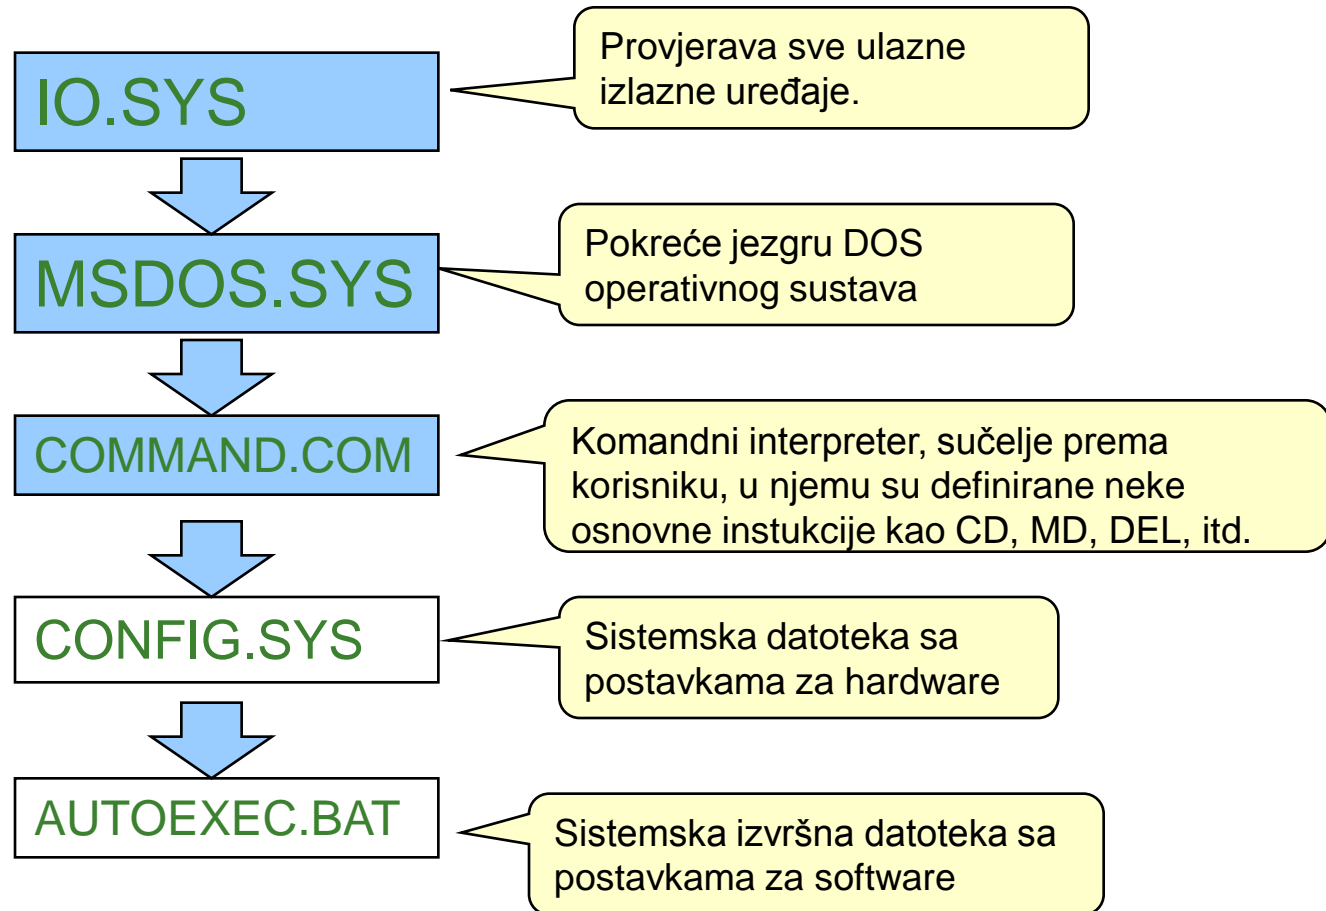 IO.SYS
Provjerava sve ulazne
izlazne uređaje.
MSDOS.SYS
Pokreće jezgru DOS
operativnog sustava
COMMAND.COM
Komandni interpreter, sučelje prema
korisniku, u njemu su definirane neke
osnovne instukcije kao CD, MD, DEL, itd.
CONFIG.SYS
Sistemska datoteka sa
postavkama za hardware
AUTOEXEC.BAT
Sistemska izvršna datoteka sa
postavkama za software